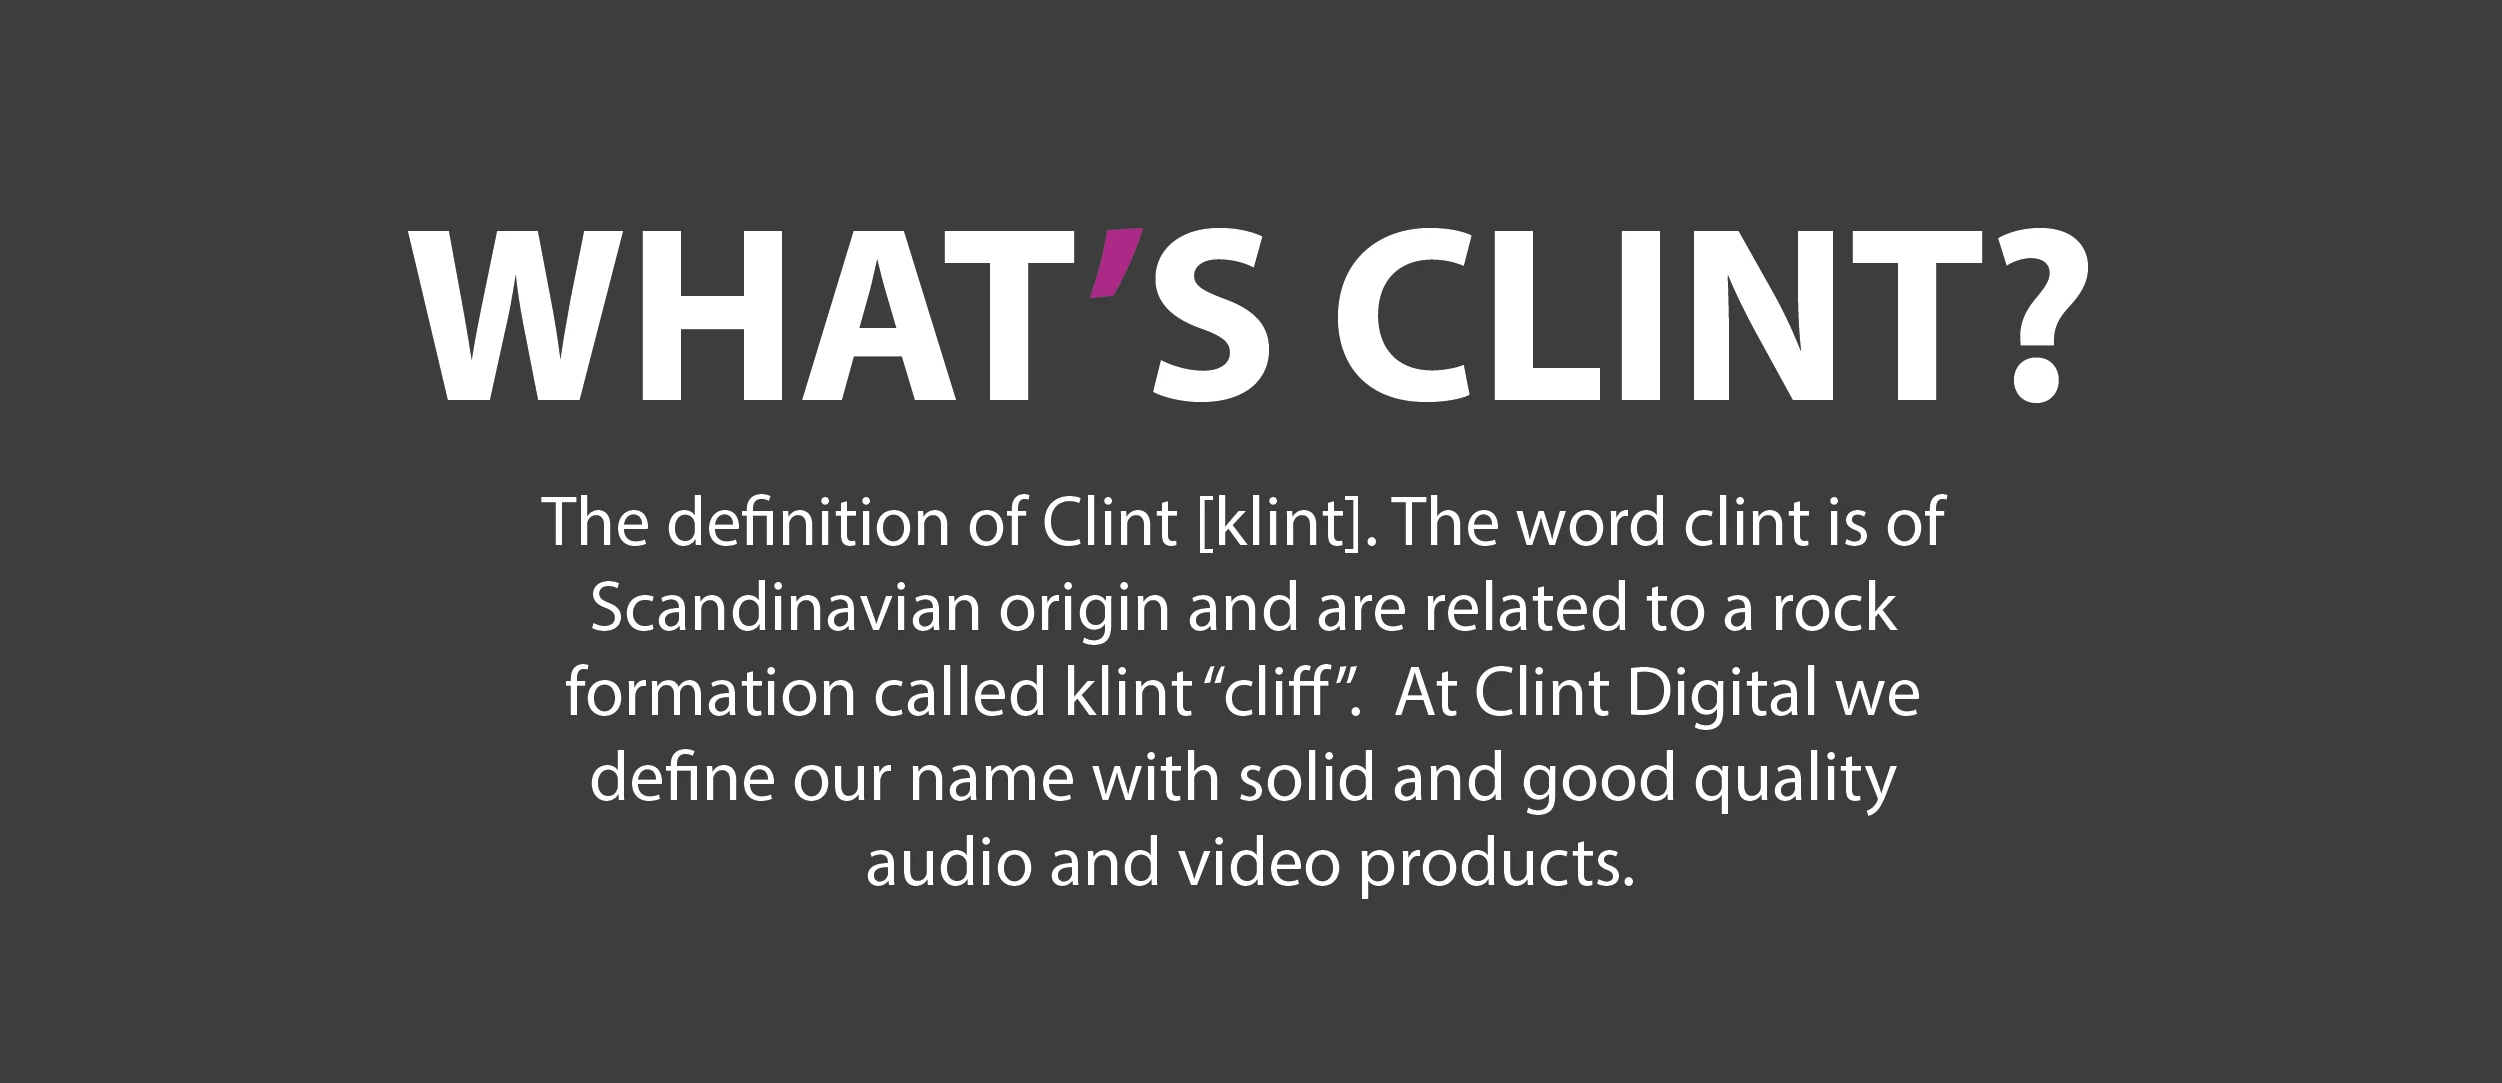 WHAT’S CLINT?
The definition of Clint [klint]. The word clint is of
Scandinavian origin and are related to a rock
formation called klint “cliff”. At Clint Digital we
define our name with solid and good quality
audio and video products.